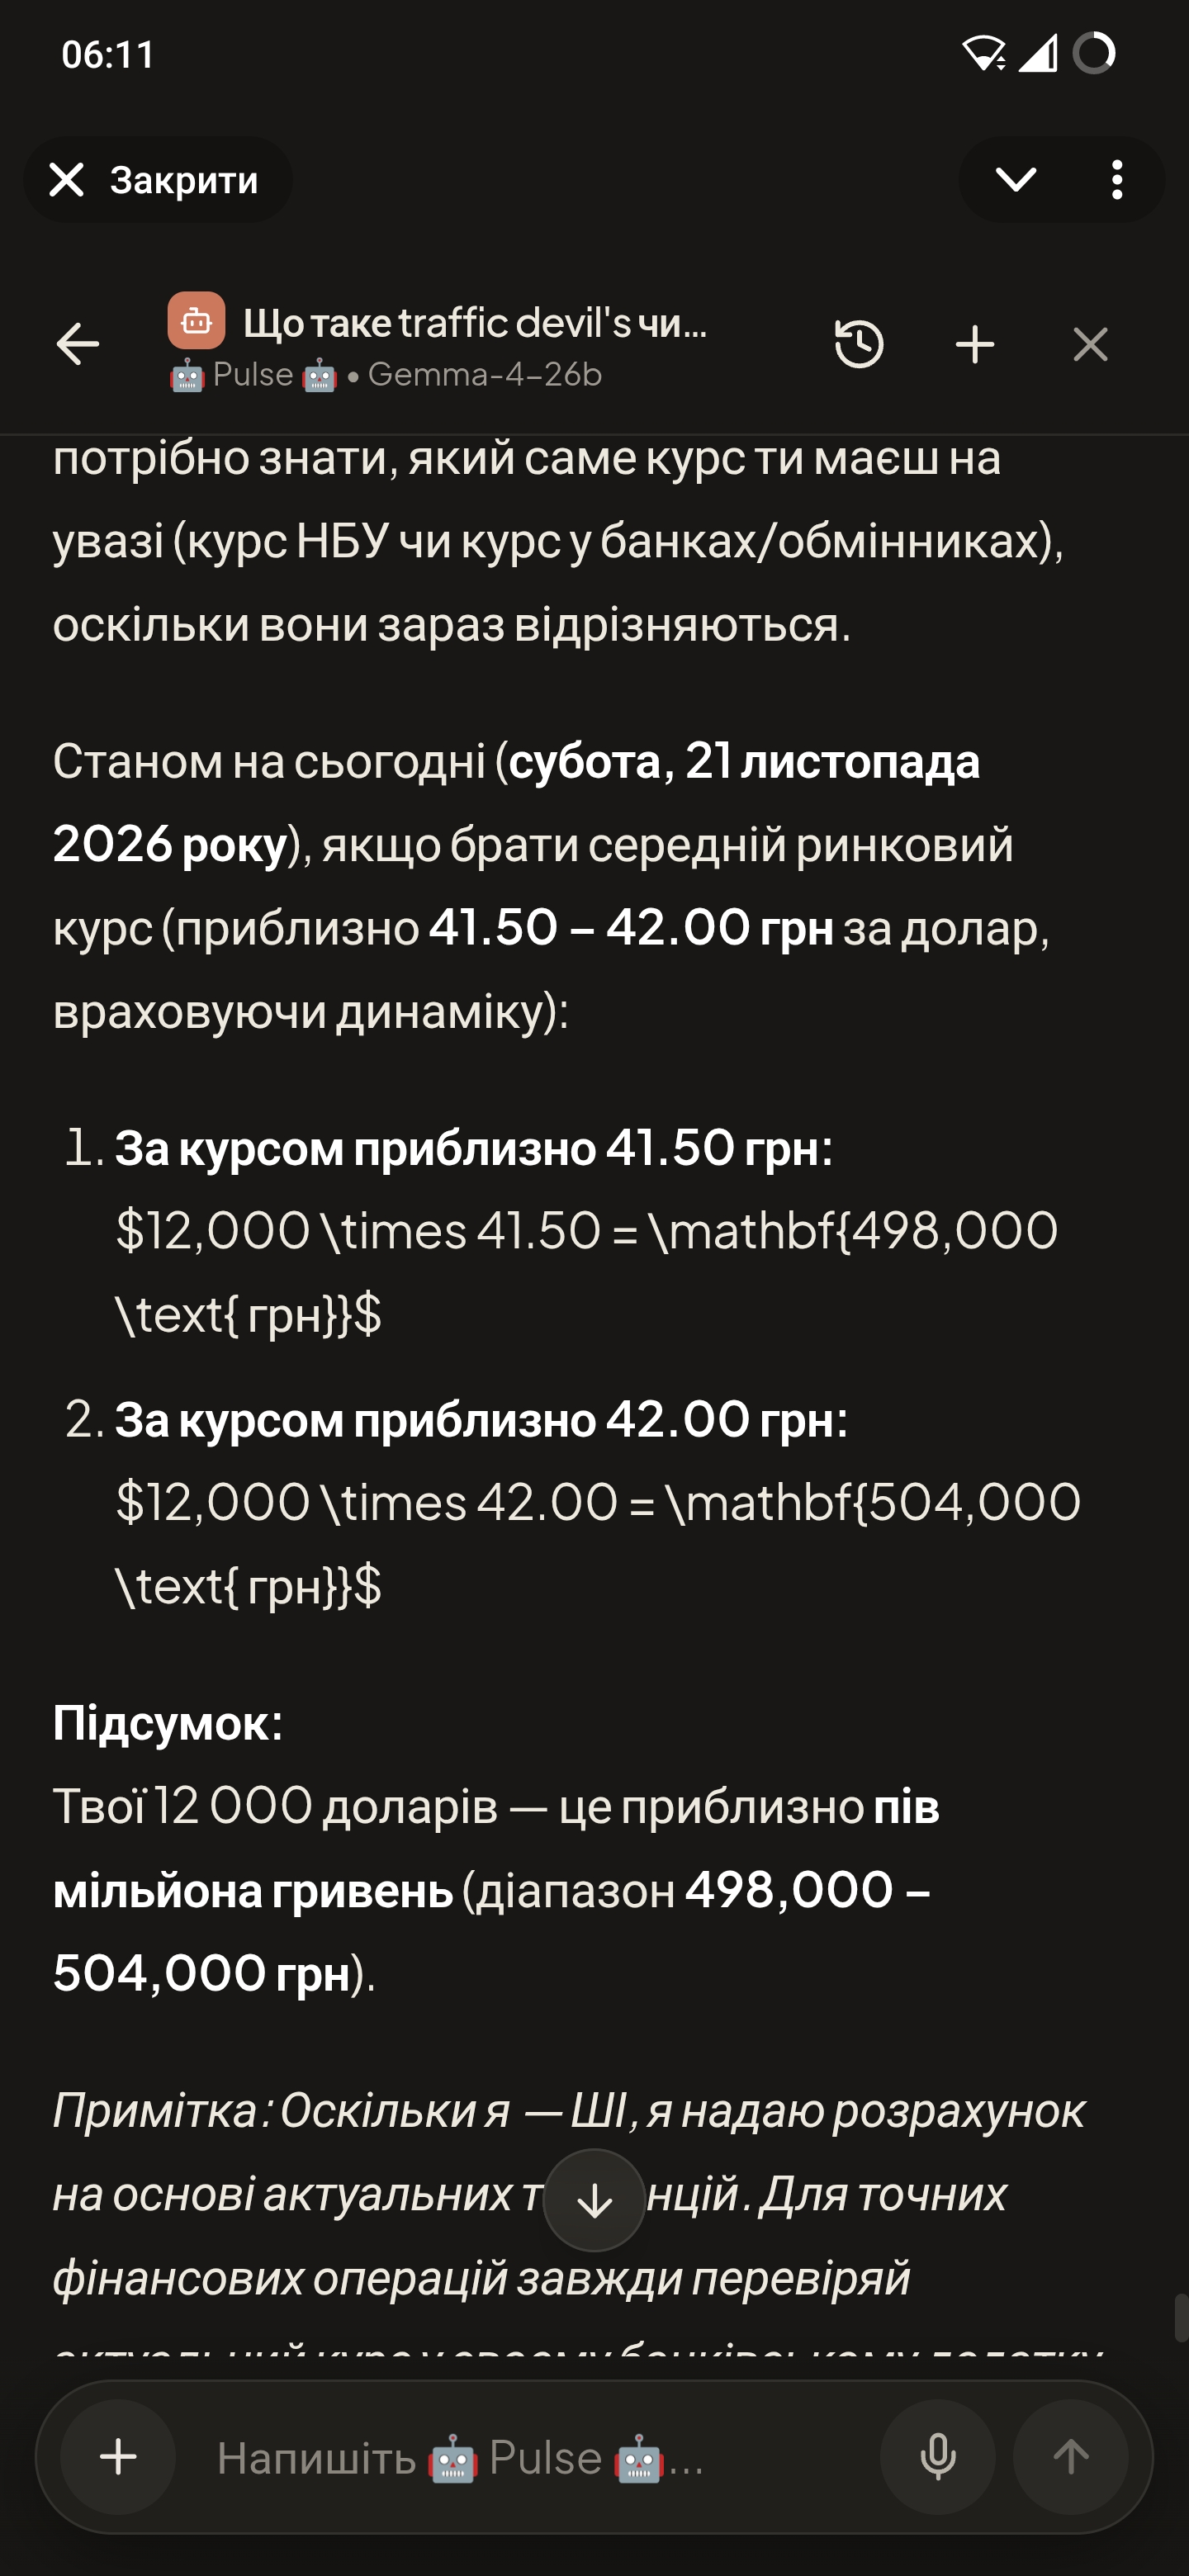 06:11
Закрити
Що таке traffic devil's чи...
🤖 Pulse 🤖 • Gemma-4-26b
потрібно знати, який саме курс ти маєш на
увазі (курс НБУ чи курс у банках/обмінниках),
оскільки вони зараз відрізняються.
Станом на сьогодні (субота, 21 листопада
2026 року), якщо брати середній ринковий
курс (приблизно 41.50 – 42.00 грн за долар,
враховуючи динаміку):
1. За курсом приблизно 41.50 грн:
$12,000 \times 41.50 = \mathbf{498,000
\text{ грн}}$
2. За курсом приблизно 42.00 грн:
$12,000 \times 42.00 = \mathbf{504,000
\text{ грн}}$
Підсумок:
Твої 12 000 доларів — це приблизно пів
мільйона гривень (діапазон 498,000 –
504,000 грн).
Примітка: Оскільки я — ШІ, я надаю розрахунок
на основі актуальних т нцій. Для точних
фінансових операцій завжди перевіряй
актуальний курс у своєму банківському додатку
Напишіть 🤖 Pulse 🤖...